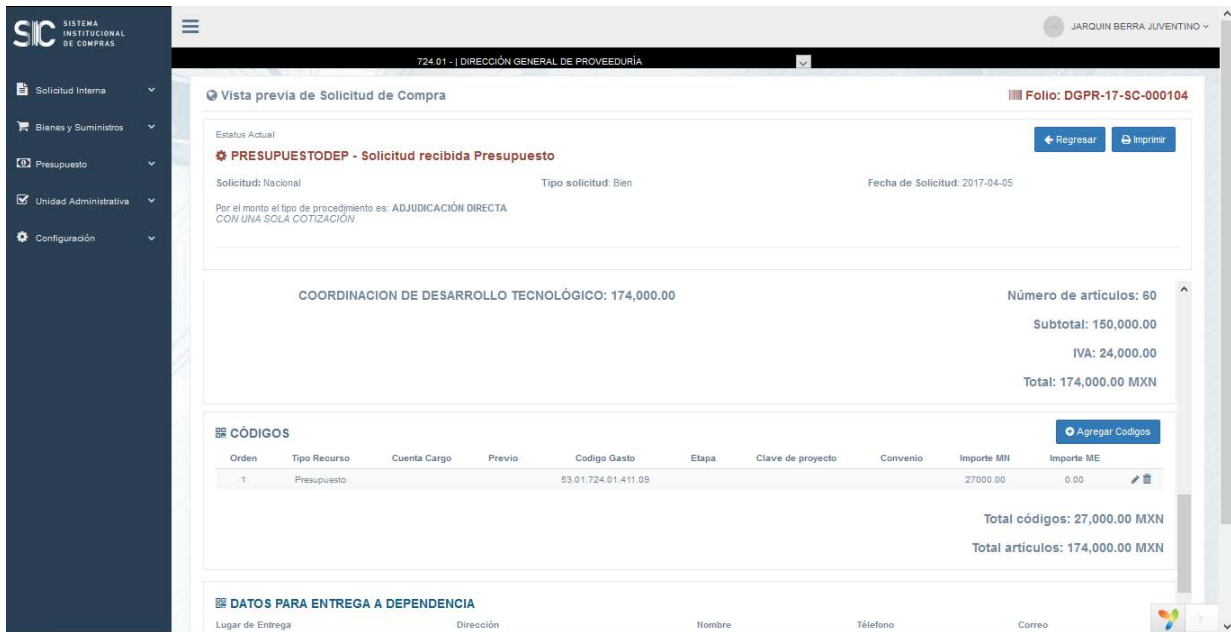 SIC SISTEMA
INSTITUCIONAL
DE COMPRAS
JARQUIN BERRA JUVENTINO
724.01 - | DIRECCIÓN GENERAL DE PROVEEDURÍA
Solicitud Interna
Bienes y Suministros
Presupuesto
Unidad Administrativa
Configuración
Vista previa de Solicitud de Compra
Folio: DGPR-17-SC-000104
Estatus Actual
Regresar
Imprimir
PRESUPUESTODEP - Solicitud recibida Presupuesto
Solicitud: Nacional Tipo solicitud: Bien Fecha de Solicitud: 2017-04-05
Por el monto el tipo de procedimiento es: ADJUDICACIÓN DIRECTA
CON UNA SOLA COTIZACIÓN
COORDINACION DE DESARROLLO TECNOLÓGICO: 174,000.00
Número de artículos: 60
Subtotal: 150,000.00
IVA: 24,000.00
Total: 174,000.00 MXN
CÓDIGOS
Agregar Codigos
Orden Tipo Recurso Cuenta Cargo Previo Codigo Gasto Etapa Clave de proyecto Convenio Importe MN Importe ME
1 Presupuesto 53.01.724.01.411.09 27000.00 0.00
Total códigos: 27,000.00 MXN
Total artículos: 174,000.00 MXN
DATOS PARA ENTREGA A DEPENDENCIA
Lugar de Entrega Dirección Nombre Télefono Correo